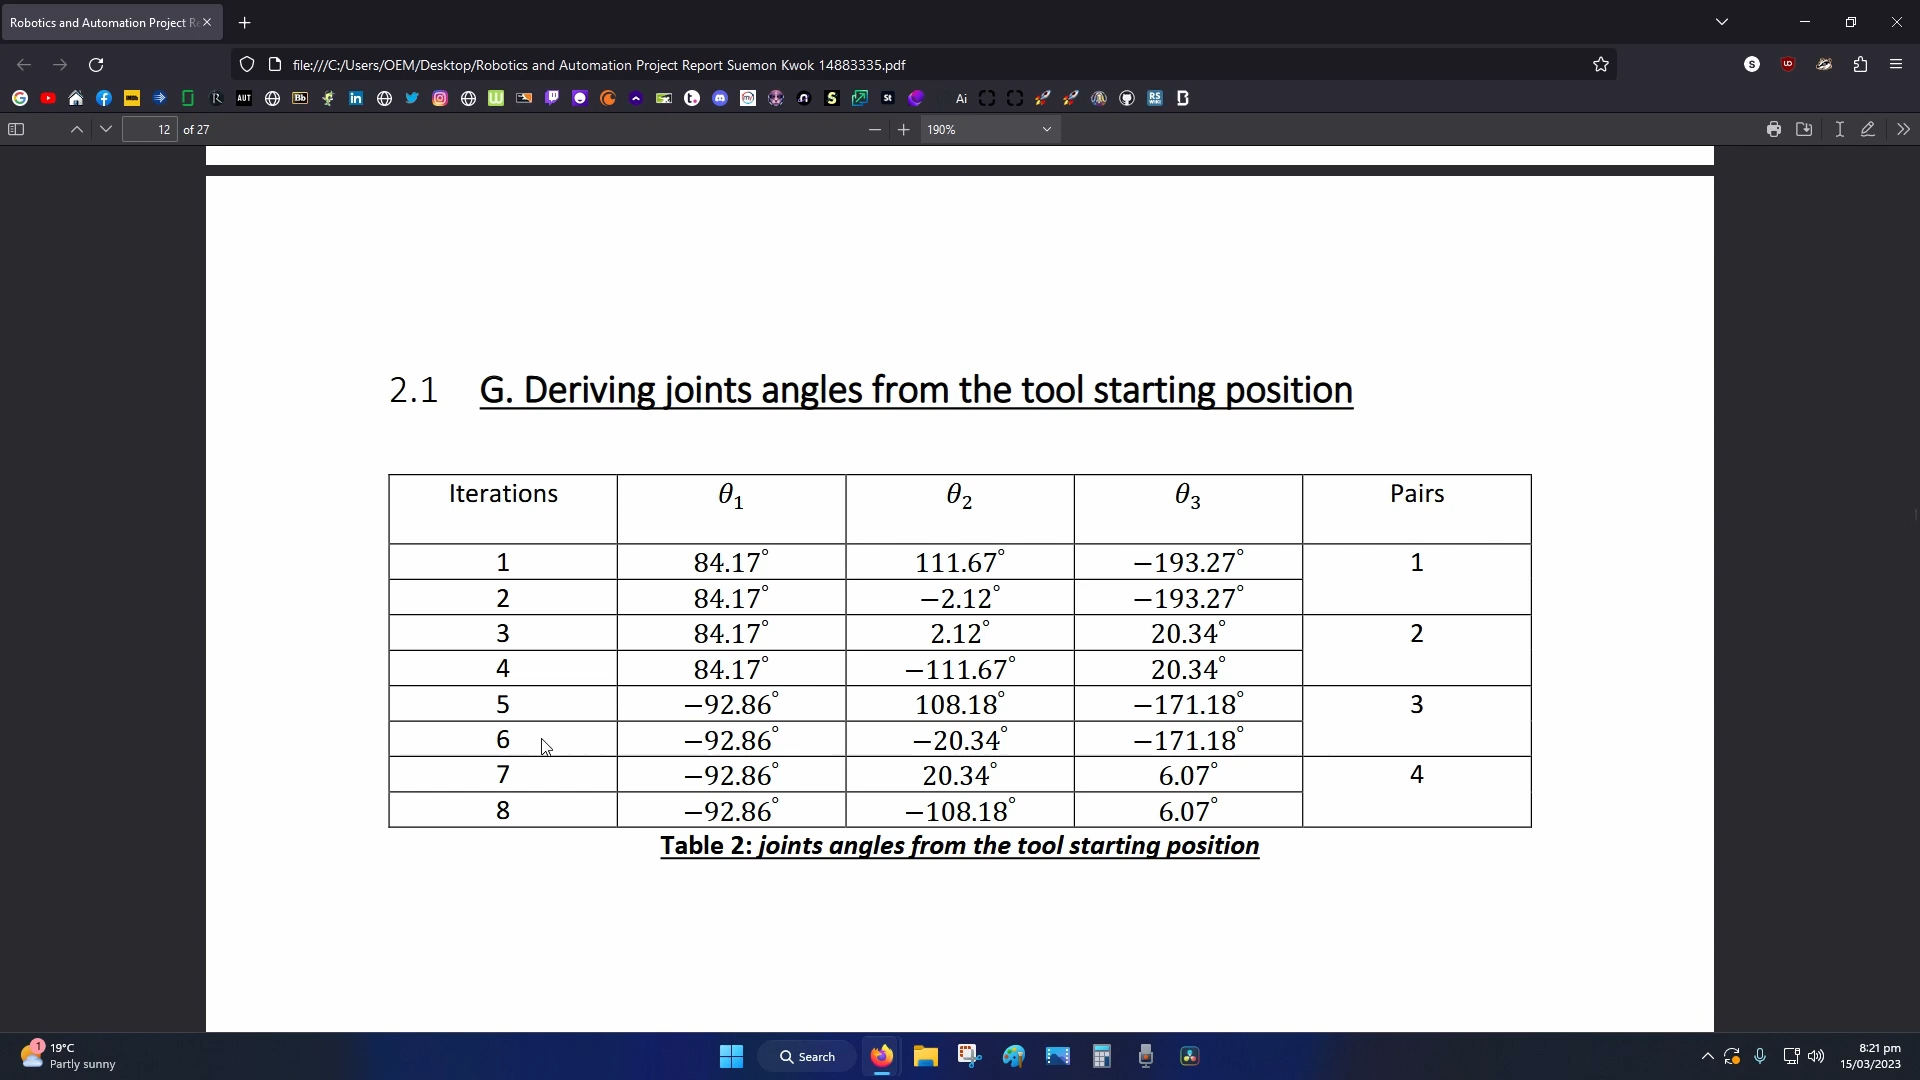 Robotics and Automation Project Re
file:///C:/Users/OEM/Desktop/Robotics and Automation Project Report Suemon Kwok 14883335.pdf
12 of 27
190%
2.1 G. Deriving joints angles from the tool starting position
Iterations θ1 θ2 θ3 Pairs
1 84.17° 111.67° −193.27° 1
2 84.17° −2.12° −193.27°
3 84.17° 2.12° 20.34° 2
4 84.17° −111.67° 20.34°
5 −92.86° 108.18° −171.18° 3
6 −92.86° −20.34° −171.18°
7 −92.86° 20.34° 6.07° 4
8 −92.86° −108.18° 6.07°
Table 2: joints angles from the tool starting position
1 19°C
Partly sunny
Search
8:21 pm
15/03/2023